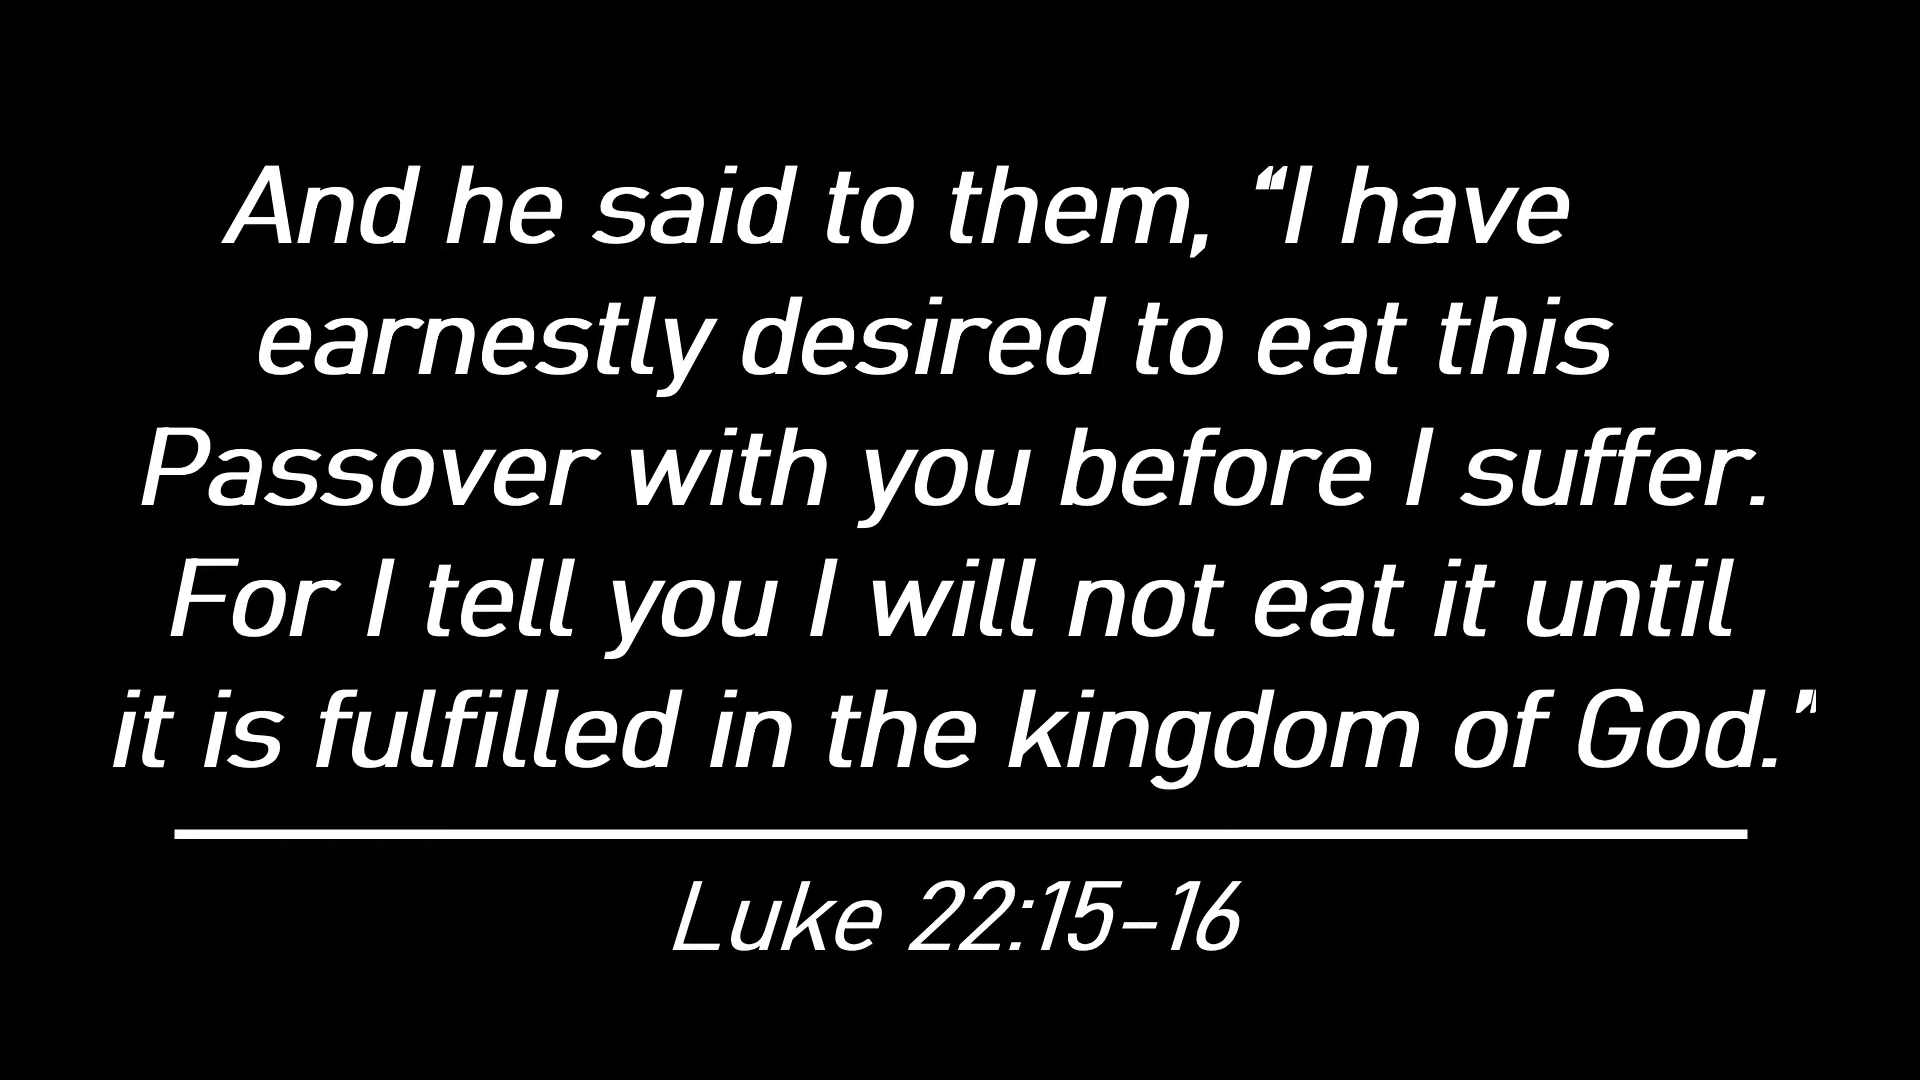 And he said to them, “I have
earnestly desired to eat this
Passover with you before I suffer.
For I tell you I will not eat it until
it is fulfilled in the kingdom of God.”
Luke 22:15-16